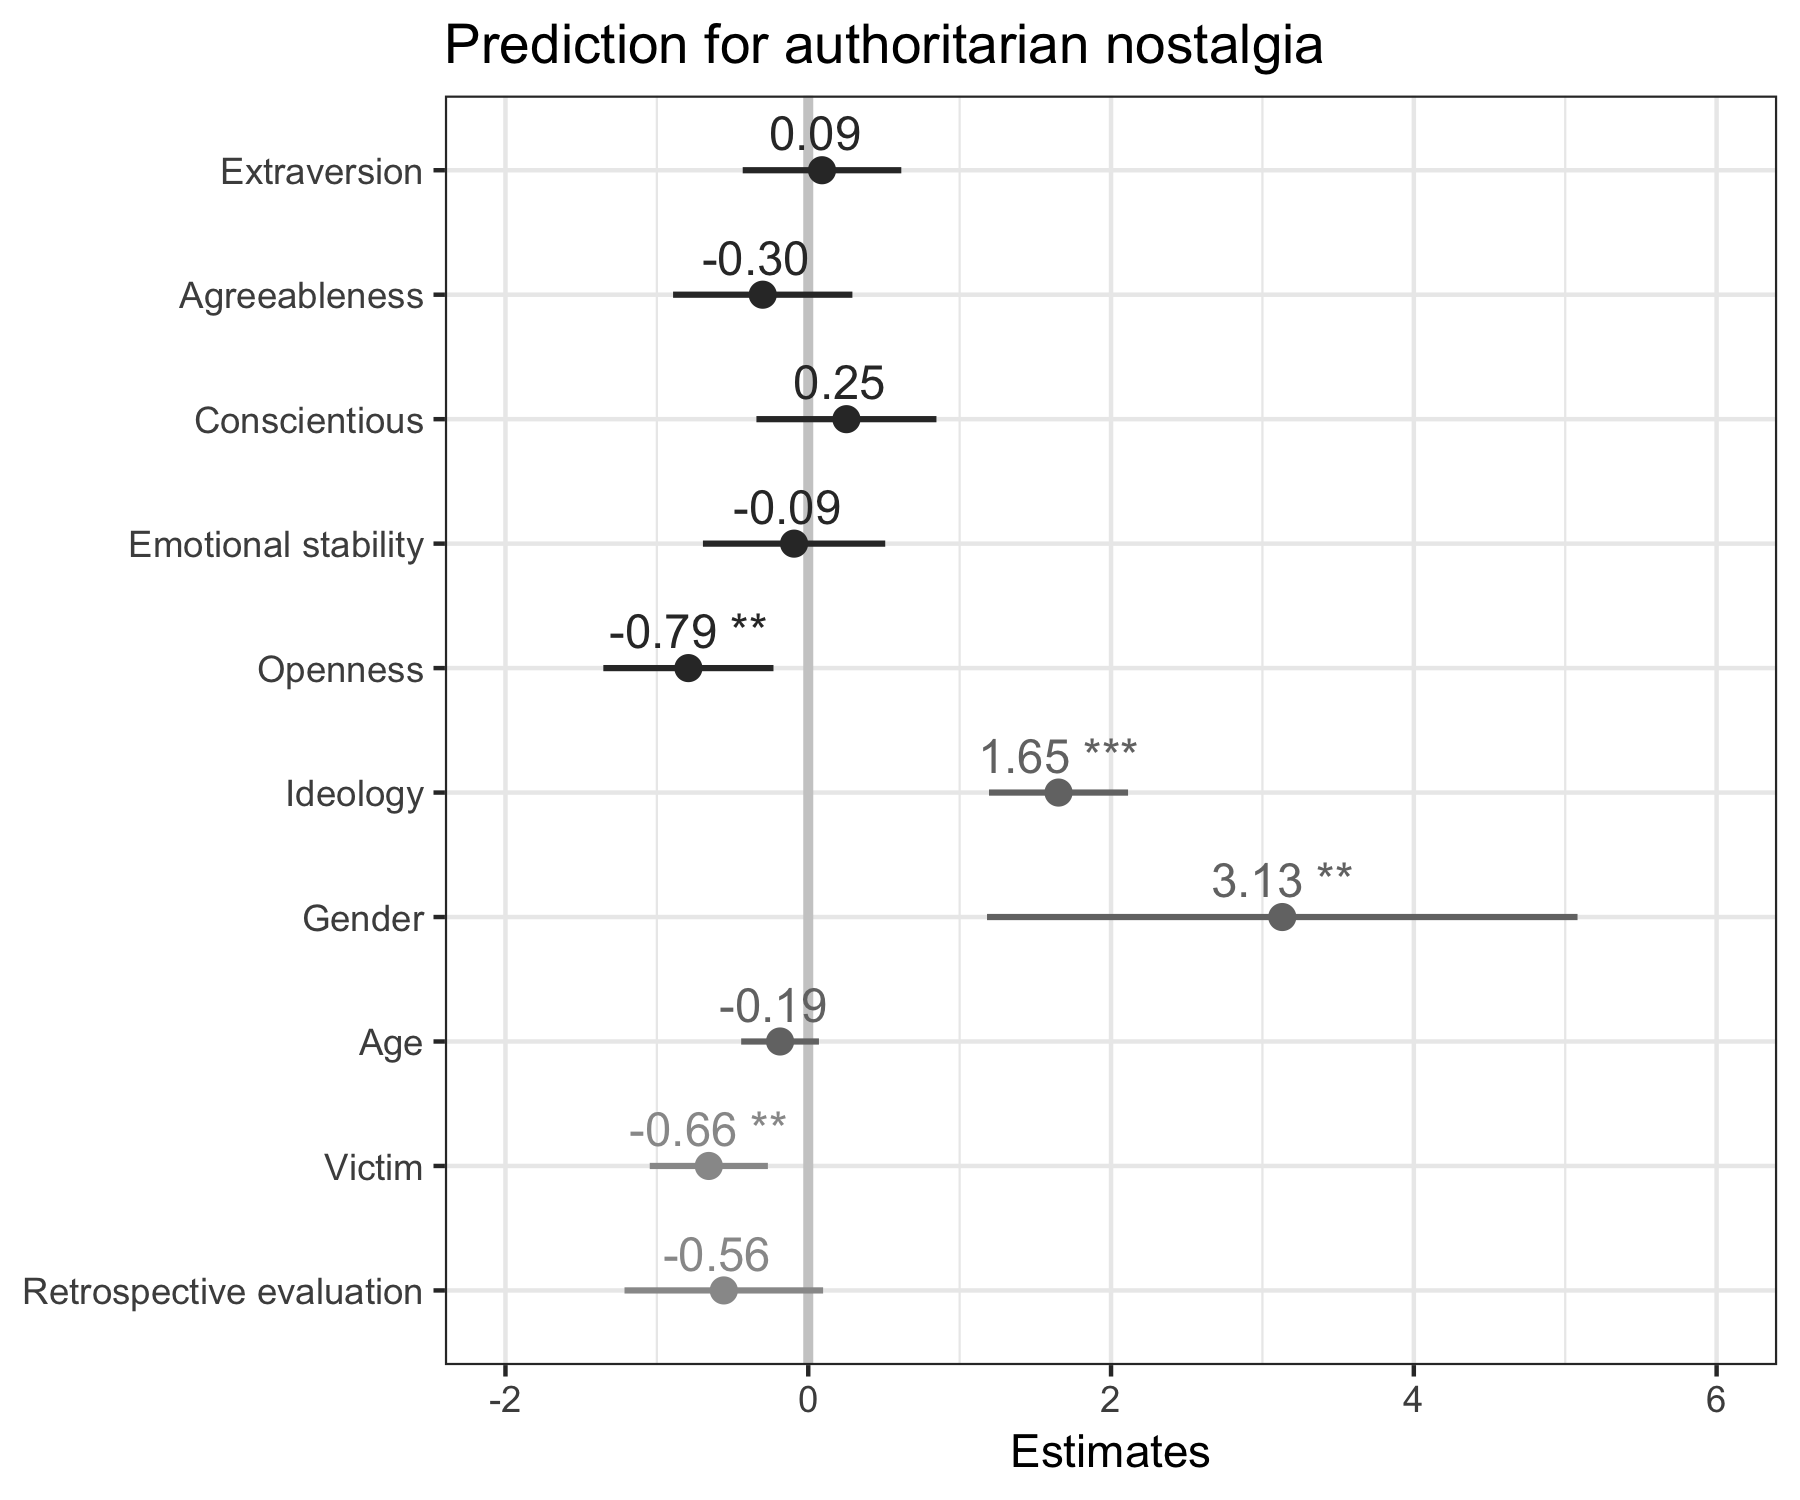 Prediction for authoritarian nostalgia
Extraversion
0.09
Agreeableness
-0.30
Conscientious
0.25
Emotional stability
-0.09
Openness
-0.79 **
Ideology
1.65 ***
Gender
3.13 **
Age
-0.19
Victim
-0.66 **
Retrospective evaluation
-0.56
-2 0 2 4 6
Estimates